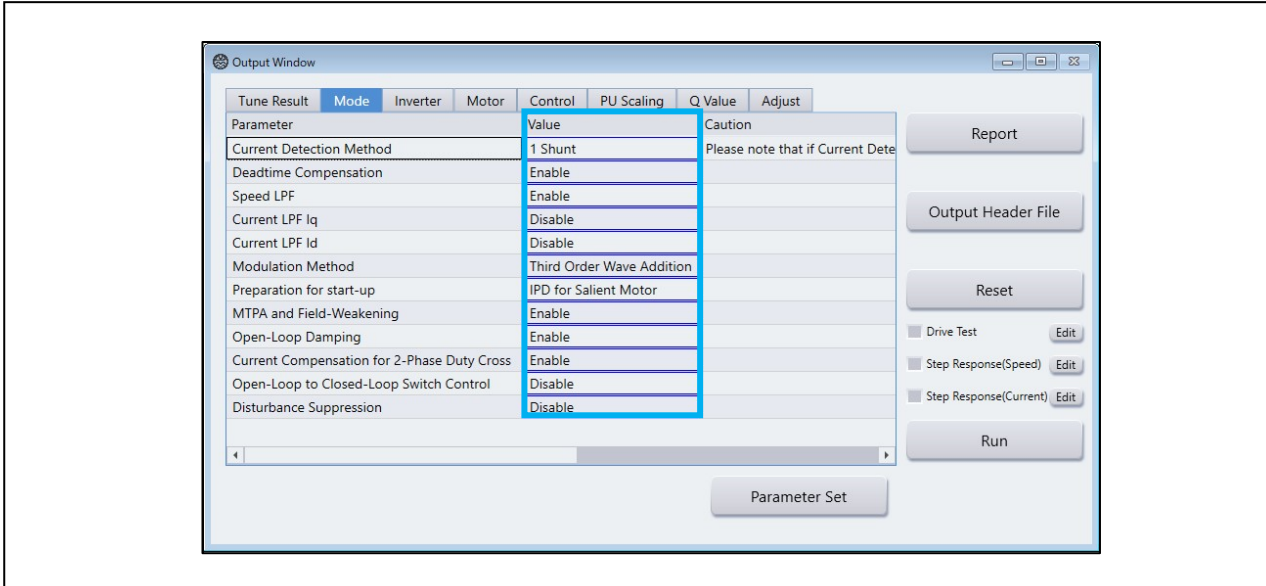 Output Window
Tune Result Mode Inverter Motor Control PU Scaling Q Value Adjust
Parameter Value Caution
Current Detection Method 1 Shunt Please note that if Current Dete
Deadtime Compensation Enable
Speed LPF Enable
Current LPF Iq Disable
Current LPF Id Disable
Modulation Method Third Order Wave Addition
Preparation for start-up IPD for Salient Motor
MTPA and Field-Weakening Enable
Open-Loop Damping Enable
Current Compensation for 2-Phase Duty Cross Enable
Open-Loop to Closed-Loop Switch Control Disable
Disturbance Suppression Disable
Report
Output Header File
Reset
Drive Test Edit
Step Response(Speed) Edit
Step Response(Current) Edit
Run
Parameter Set